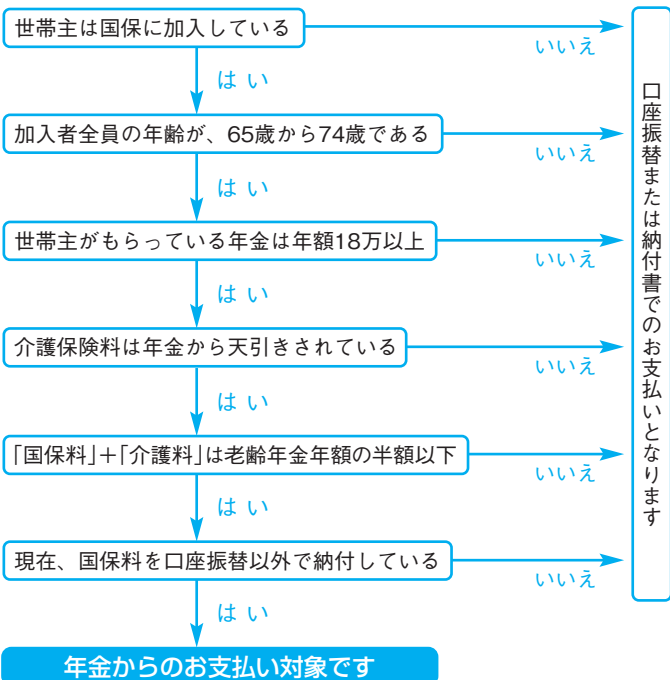 世帯主は国保に加入している
いいえ
はい
加入者全員の年齢が、65歳から74歳である
いいえ
はい
世帯主がもらっている年金は年額18万以上
いいえ
はい
介護保険料は年金から天引きされている
いいえ
はい
「国保料」+「介護料」は老齢年金年額の半額以下
いいえ
はい
現在、国保料を口座振替以外で納付している
いいえ
はい
年金からのお支払い対象です
口座振替または納付書でのお支払いとなります